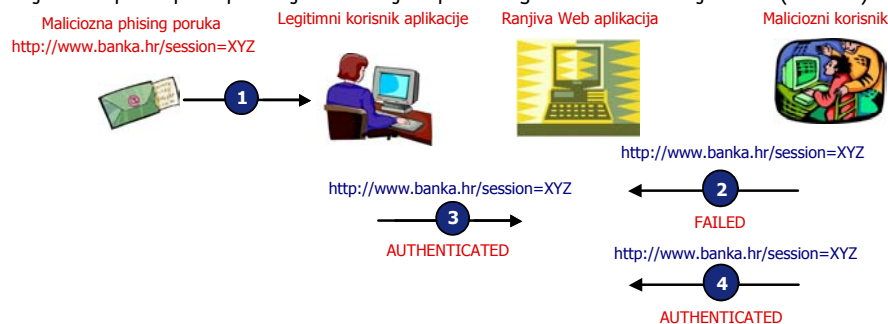 Maliciozna phising poruka
http://www.banka.hr/session=XYZ
Legitimni korisnik aplikacije
Ranjiva Web aplikacija
Maliciozni korisnik
1
http://www.banka.hr/session=XYZ
2
FAILED
http://www.banka.hr/session=XYZ
3
AUTHENTICATED
http://www.banka.hr/session=XYZ
4
AUTHENTICATED